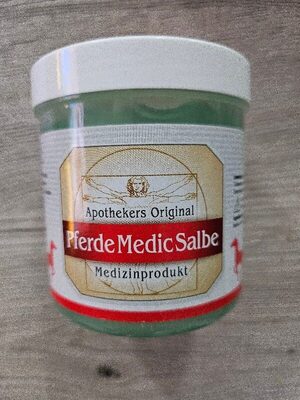 Apothekers Original
Pferde Medic Salbe
Medizinprodukt